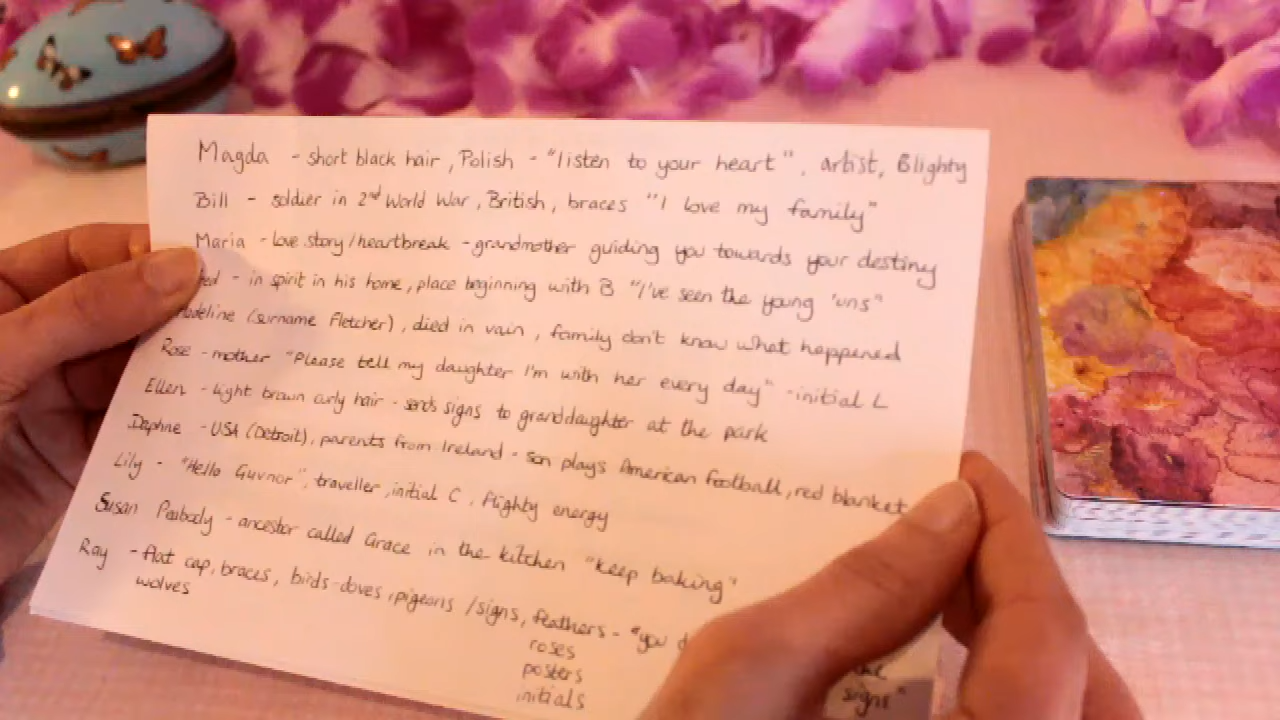 Magda - short black hair, Polish - "listen to your heart", artist, Blighty
Bill - soldier in 2nd World War, British, braces "I love my family"
Maria - love story/heartbreak - grandmother guiding you towards your destiny
- in spirit in his home, place beginning with B "I've seen the young 'uns"
(surname Fletcher), died in vain, family don't know what happened
Rose - mother "Please tell my daughter I'm with her every day" - initial L
Ellen - light brown curly hair - sends signs to granddaughter at the park
Daphne - USA (Detroit), parents from Ireland - son plays American football, red blanket
Lily - "Hello Guvnor", traveller, initial C, flighty energy
Susan Peabody - ancestor called Grace in the kitchen "keep baking"
Ray - flat cap, braces, birds-doves, pigeons / signs, feathers - "you
wolves
roses
posters
initials
signs"